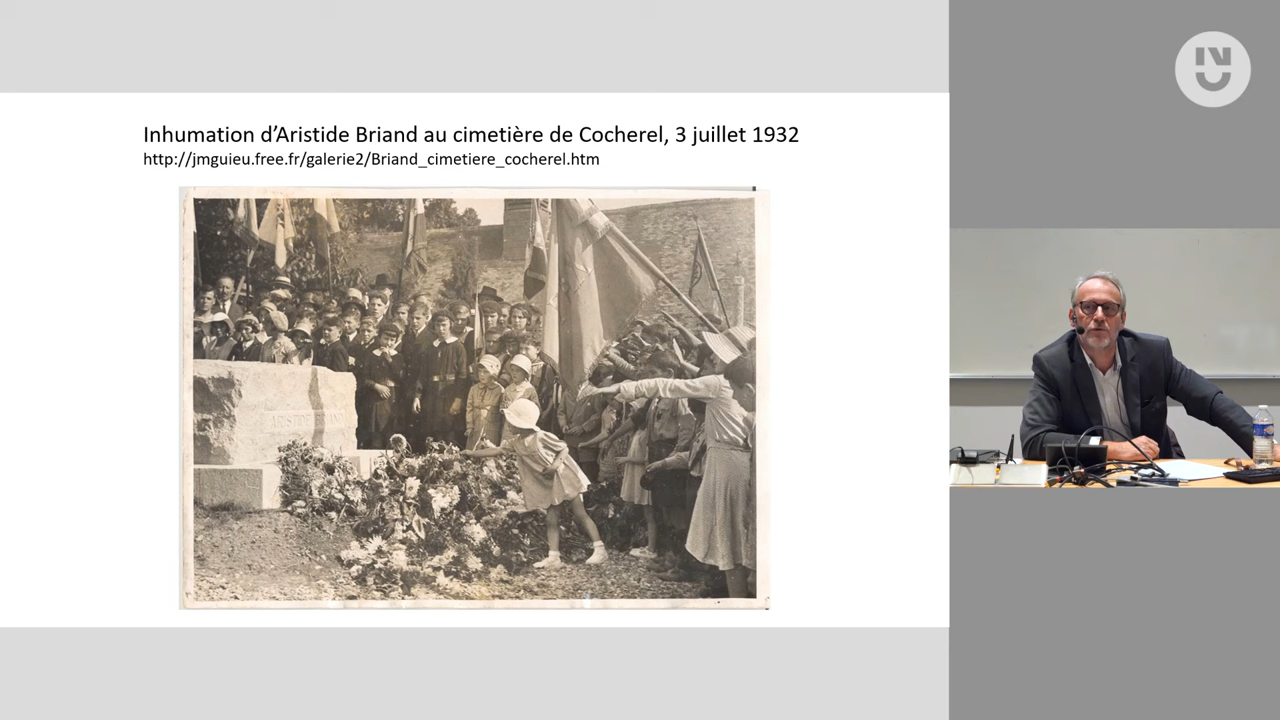 Inhumation d’Aristide Briand au cimetière de Cocherel, 3 juillet 1932
http://jmguieu.free.fr/galerie2/Briand_cimetiere_cocherel.htm
ARISTIDE BRIAND